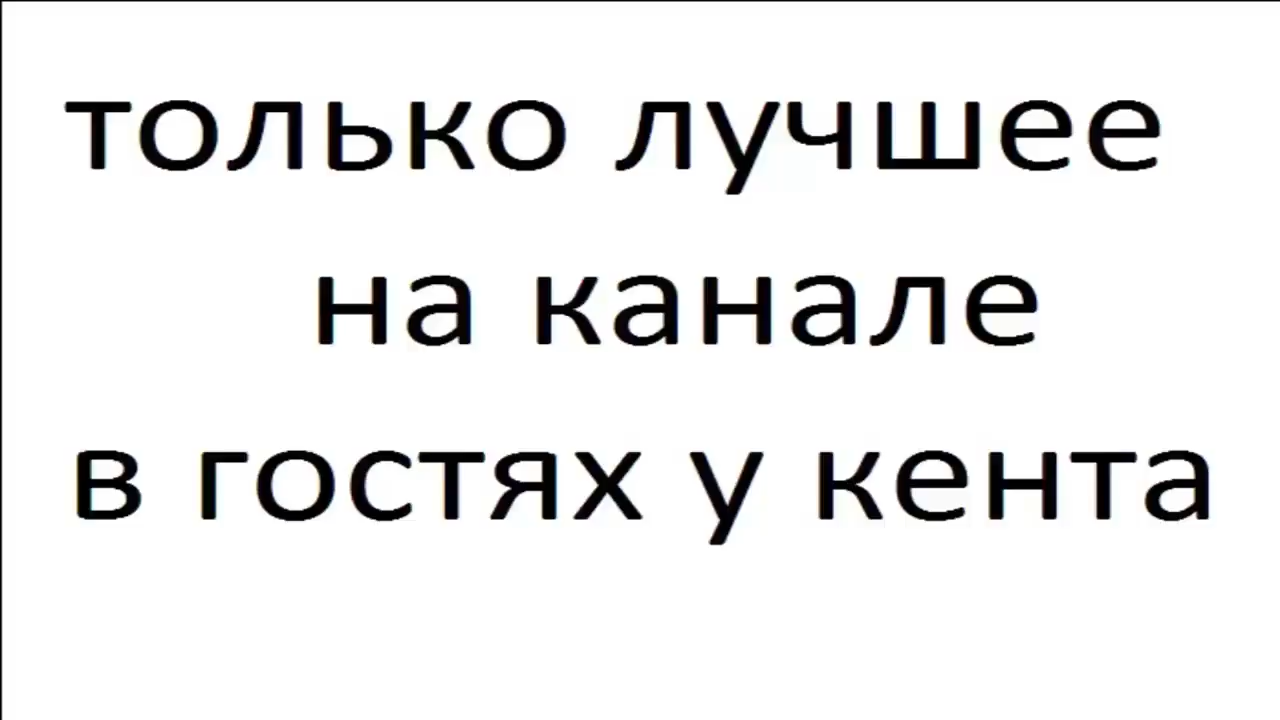 только лучшее
на канале
в гостях у кента